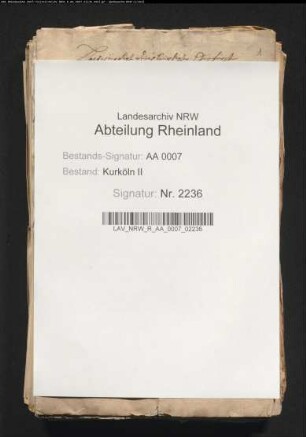 Landesarchiv NRW
Abteilung Rheinland
Bestands-Signatur: AA 0007
Bestand: Kurköln II
Signatur: Nr. 2236
LAV_NRW_R_AA_0007_02236